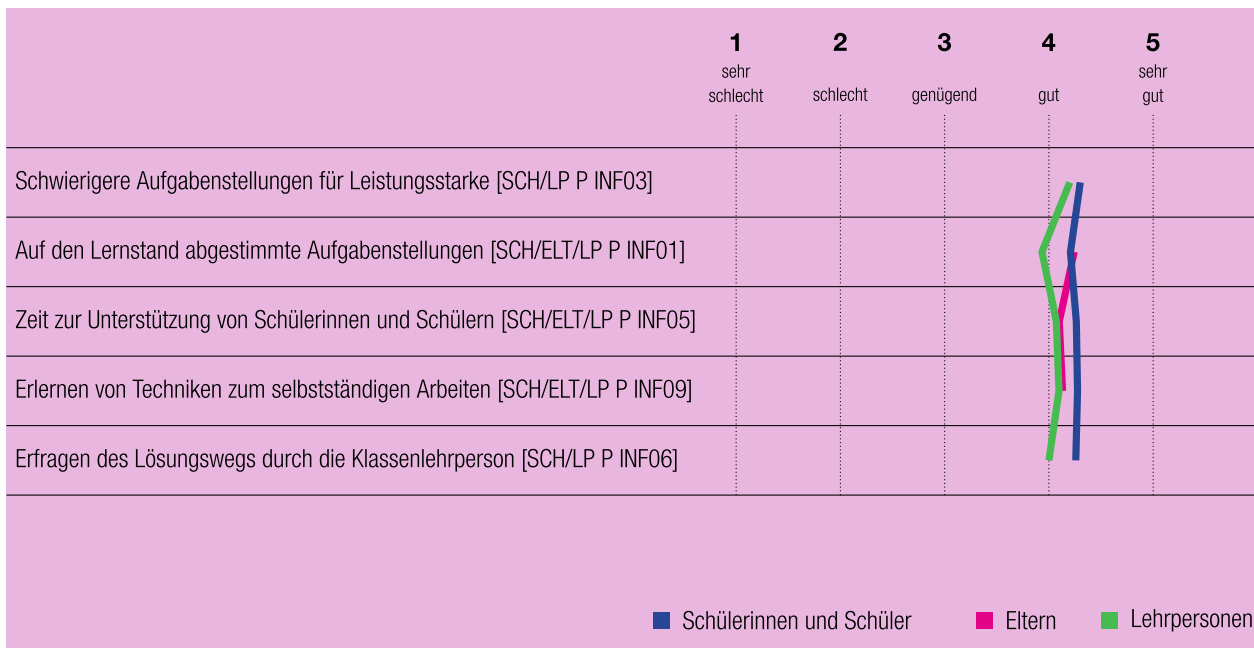 1 2 3 4 5
sehr schlecht schlecht genügend gut sehr gut
Schwierigere Aufgabenstellungen für Leistungsstarke [SCH/LP P INF03]
Auf den Lernstand abgestimmte Aufgabenstellungen [SCH/ELT/LP P INF01]
Zeit zur Unterstützung von Schülerinnen und Schülern [SCH/ELT/LP P INF05]
Erlernen von Techniken zum selbstständigen Arbeiten [SCH/ELT/LP P INF09]
Erfragen des Lösungswegs durch die Klassenlehrperson [SCH/LP P INF06]
Schülerinnen und Schüler Eltern Lehrpersonen